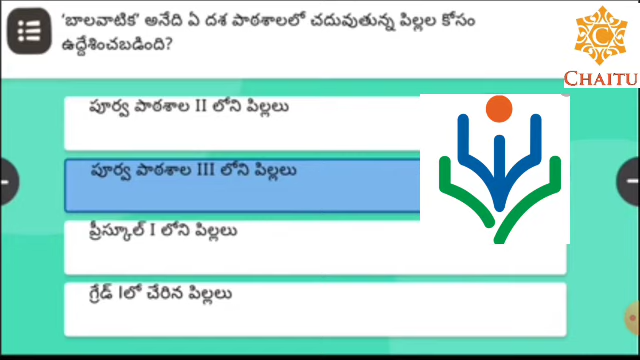 ‘బాలవాటిక’ అనేది ఏ దశ పాఠశాలలో చదువుతున్న పిల్లల కోసం
ఉద్దేశించబడింది?
CHAITU
పూర్వ పాఠశాల II లోని పిల్లలు
పూర్వ పాఠశాల III లోని పిల్లలు
ప్రీస్కూల్ I లోని పిల్లలు
గ్రేడ్ Iలో చేరిన పిల్లలు